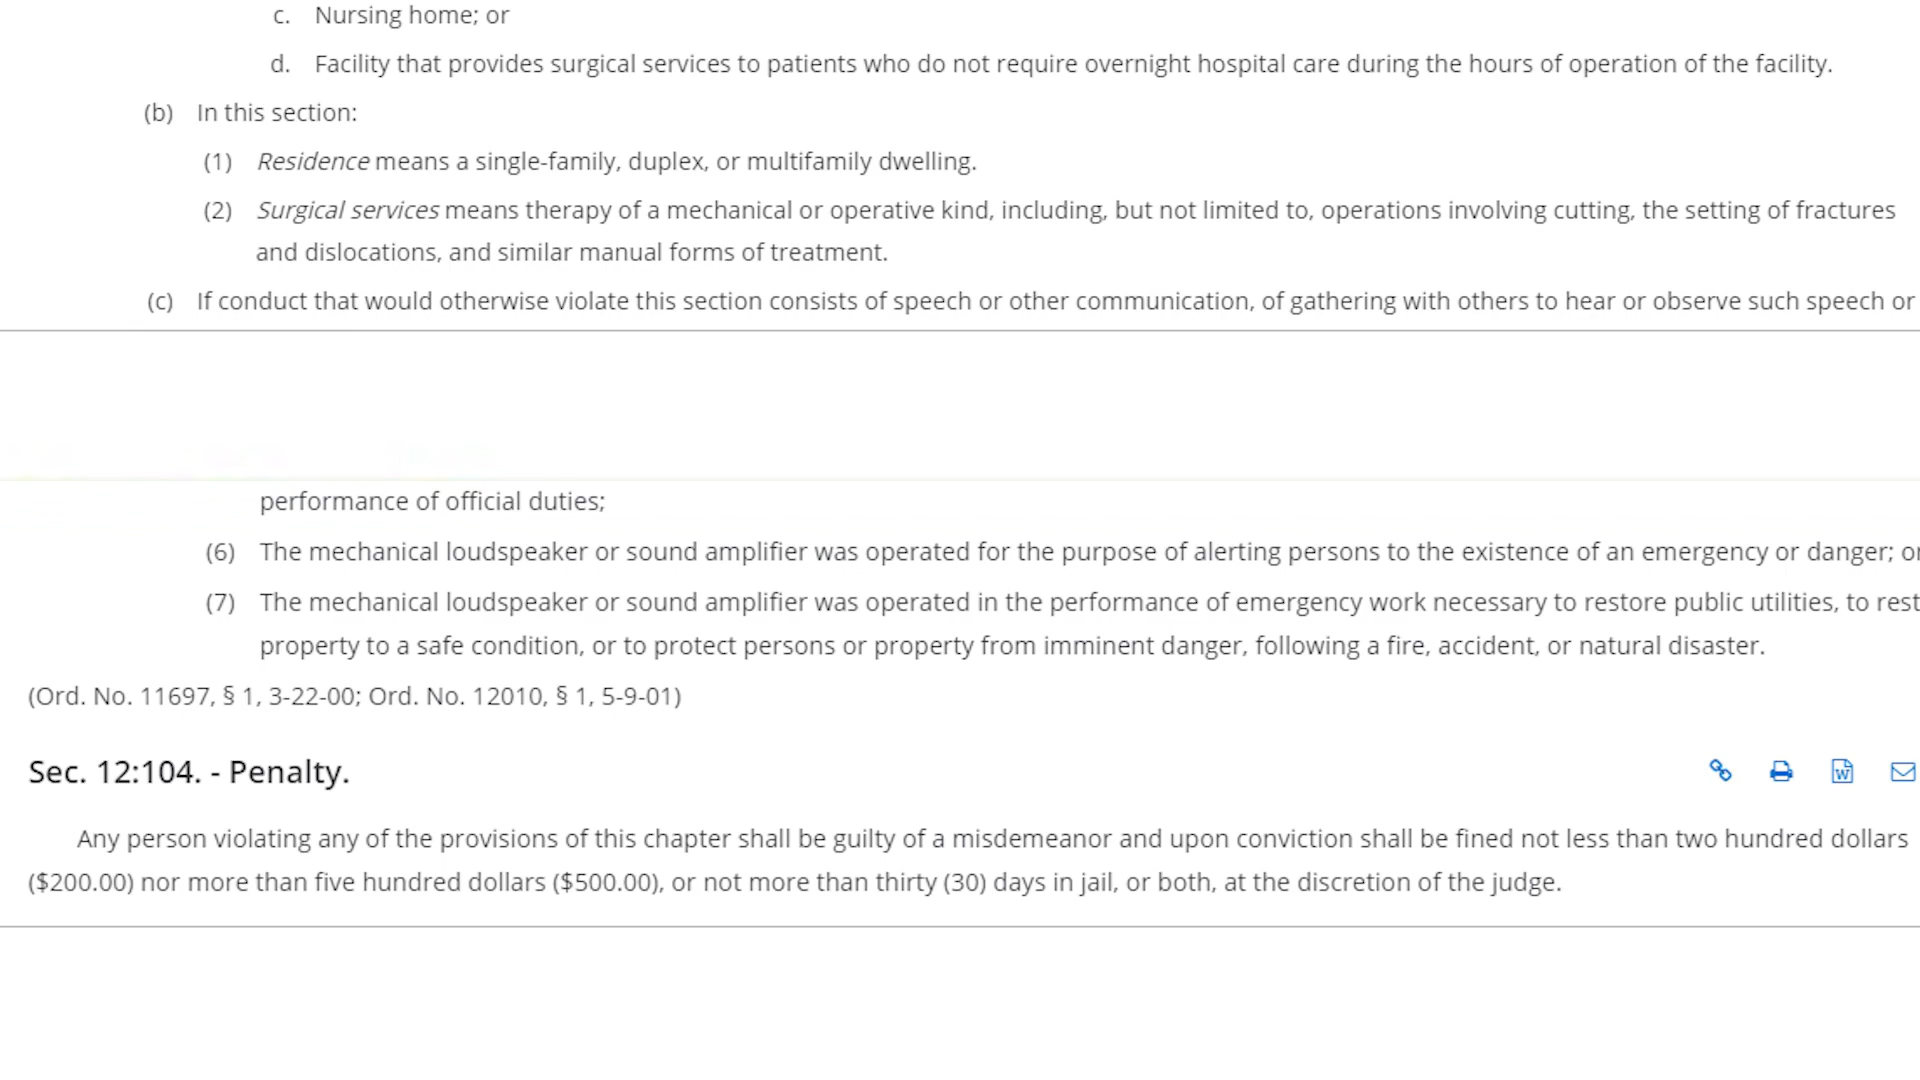 c. Nursing home; or
d. Facility that provides surgical services to patients who do not require overnight hospital care during the hours of operation of the facility.
(b) In this section:
(1) Residence means a single-family, duplex, or multifamily dwelling.
(2) Surgical services means therapy of a mechanical or operative kind, including, but not limited to, operations involving cutting, the setting of fractures
and dislocations, and similar manual forms of treatment.
(c) If conduct that would otherwise violate this section consists of speech or other communication, of gathering with others to hear or observe such speech or
performance of official duties;
(6) The mechanical loudspeaker or sound amplifier was operated for the purpose of alerting persons to the existence of an emergency or danger; or
(7) The mechanical loudspeaker or sound amplifier was operated in the performance of emergency work necessary to restore public utilities, to rest
property to a safe condition, or to protect persons or property from imminent danger, following a fire, accident, or natural disaster.
(Ord. No. 11697, § 1, 3-22-00; Ord. No. 12010, § 1, 5-9-01)
Sec. 12:104. - Penalty.
Any person violating any of the provisions of this chapter shall be guilty of a misdemeanor and upon conviction shall be fined not less than two hundred dollars
($200.00) nor more than five hundred dollars ($500.00), or not more than thirty (30) days in jail, or both, at the discretion of the judge.